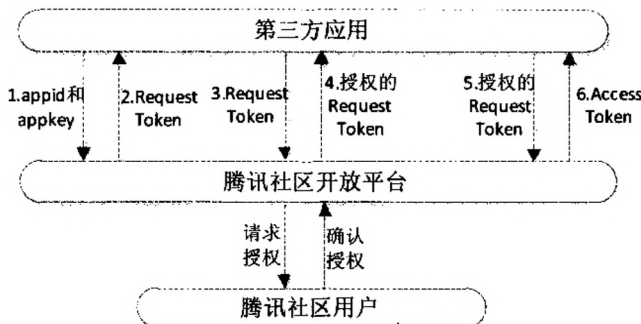 第三方应用
1.appid和
appkey
2.Request
Token
3.Request
Token
4.授权的
Request
Token
5.授权的
Request
Token
6.Access
Token
腾讯社区开放平台
请求
授权
确认
授权
腾讯社区用户